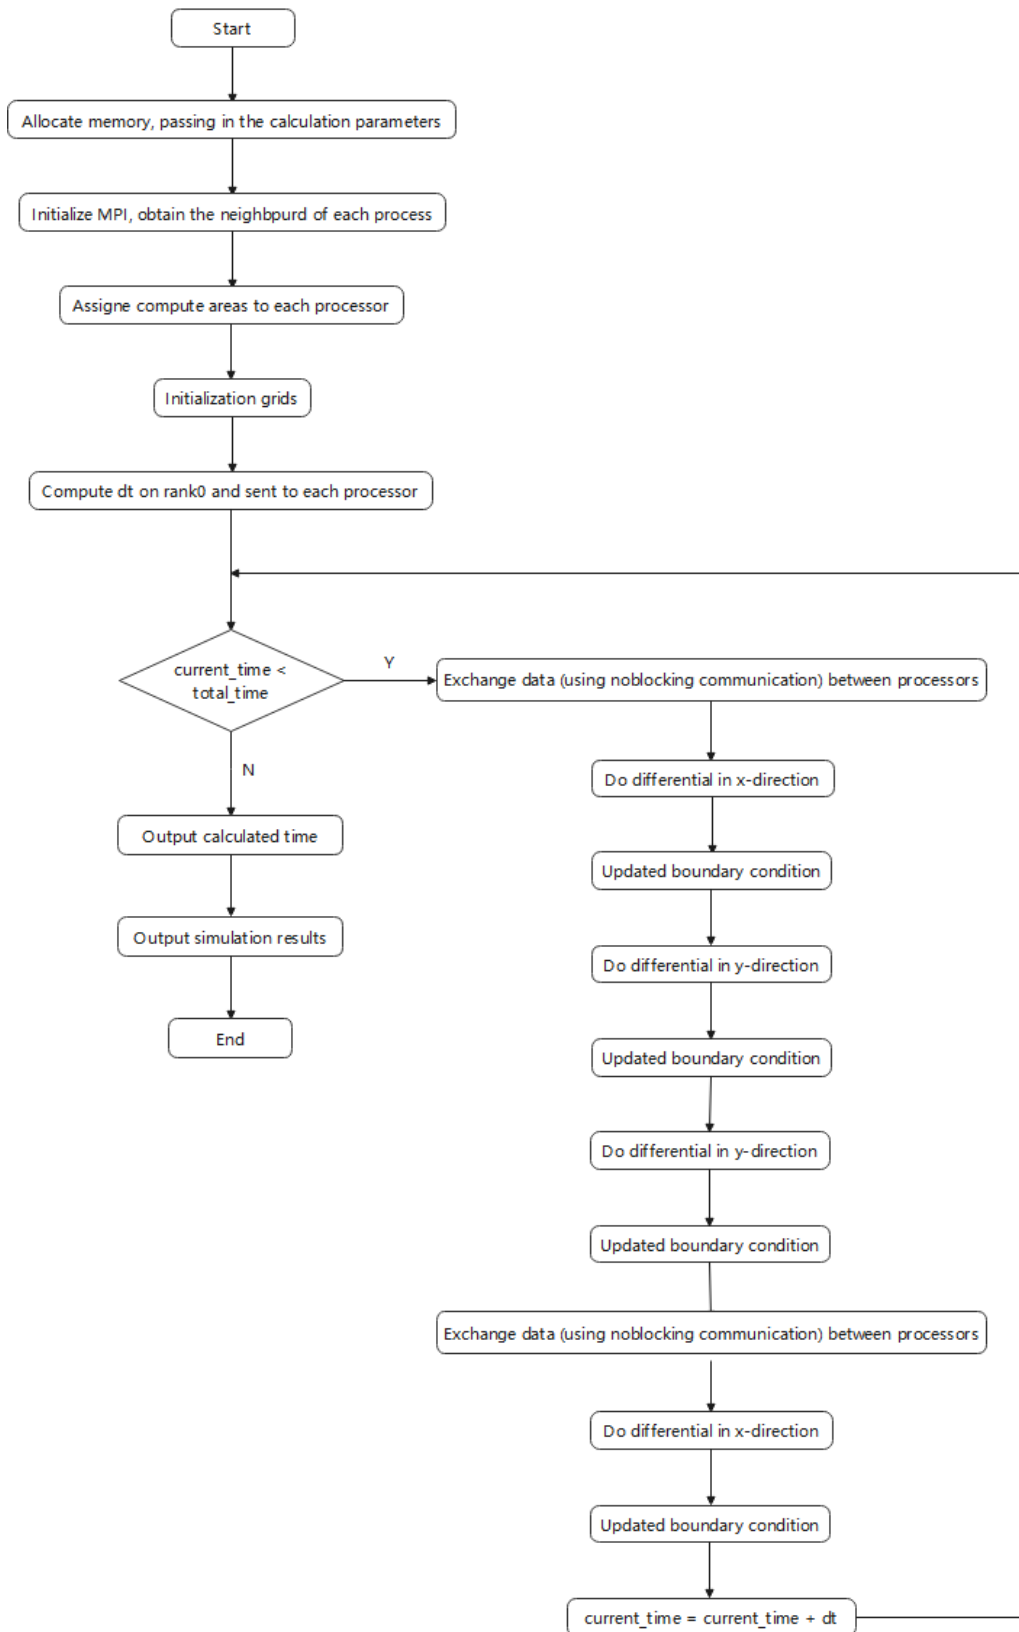 Start
Allocate memory, passing in the calculation parameters
Initialize MPI, obtain the neighbpurd of each process
Assigne compute areas to each processor
Initialization grids
Compute dt on rank0 and sent to each processor
current_time <
total_time
Y
N
Output calculated time
Output simulation results
End
Exchange data (using noblocking communication) between processors
Do differential in x-direction
Updated boundary condition
Do differential in y-direction
Updated boundary condition
Do differential in y-direction
Updated boundary condition
Exchange data (using noblocking communication) between processors
Do differential in x-direction
Updated boundary condition
current_time = current_time + dt